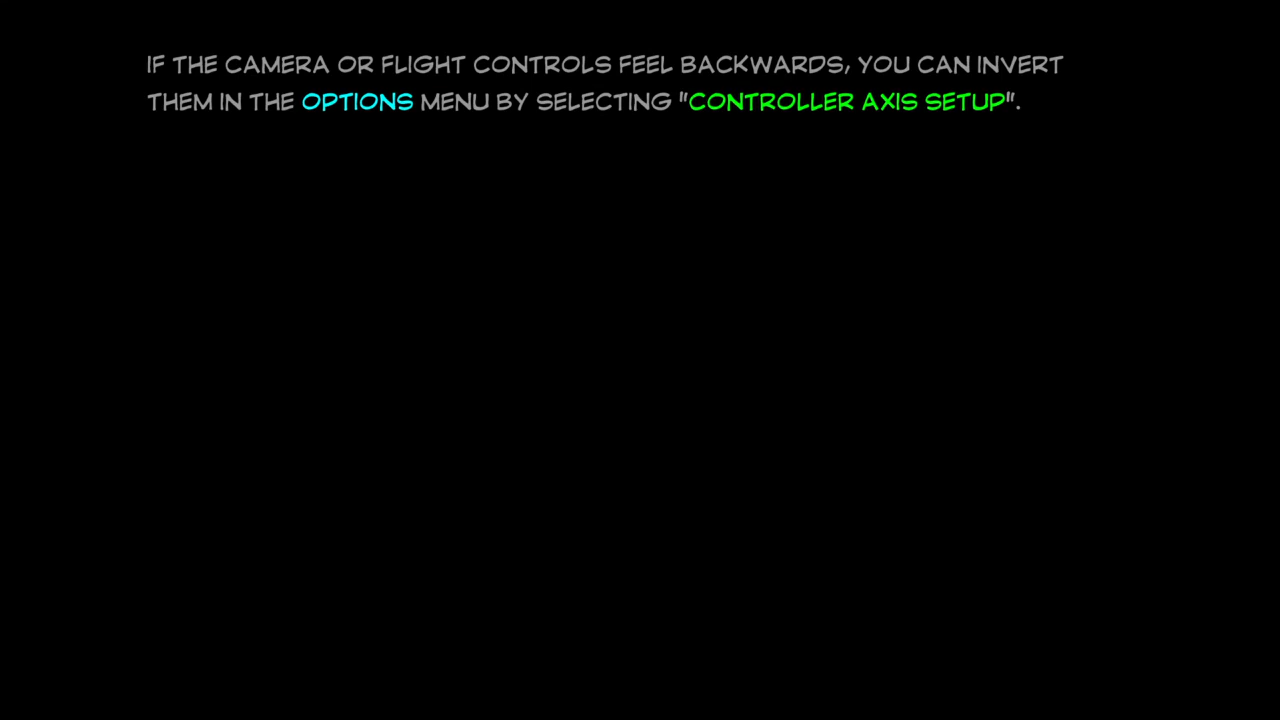 IF THE CAMERA OR FLIGHT CONTROLS FEEL BACKWARDS, YOU CAN INVERT
THEM IN THE OPTIONS MENU BY SELECTING "CONTROLLER AXIS SETUP".